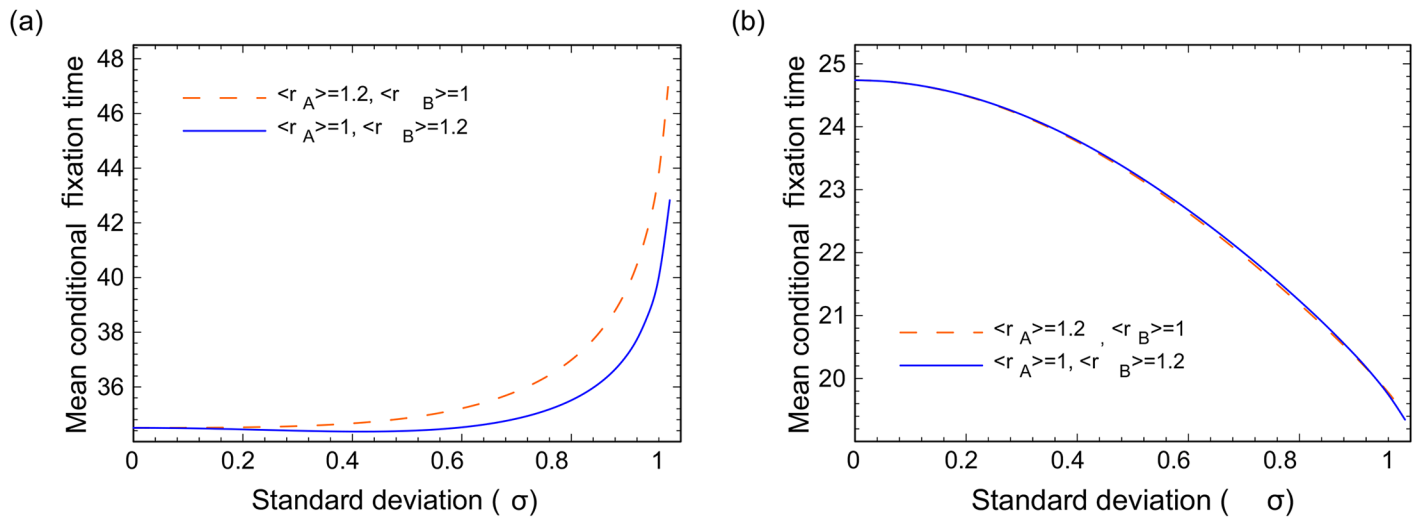 (a)
Mean conditional fixation time
48
46
44
42
40
38
36
<r A>=1.2, <r B>=1
<r A>=1, <r B>=1.2
0 0.2 0.4 0.6 0.8 1
Standard deviation ( σ)
(b)
Mean conditional fixation time
25
24
23
22
21
20
<r A>=1.2 , <r B>=1
<r A>=1, <r B>=1.2
0 0.2 0.4 0.6 0.8 1
Standard deviation ( σ)